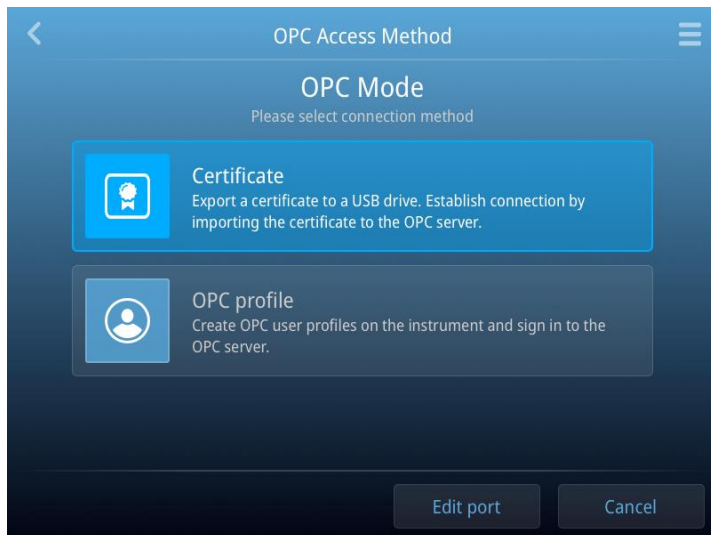 OPC Access Method
OPC Mode
Please select connection method
Certificate
Export a certificate to a USB drive. Establish connection by
importing the certificate to the OPC server.
OPC profile
Create OPC user profiles on the instrument and sign in to the
OPC server.
Edit port
Cancel